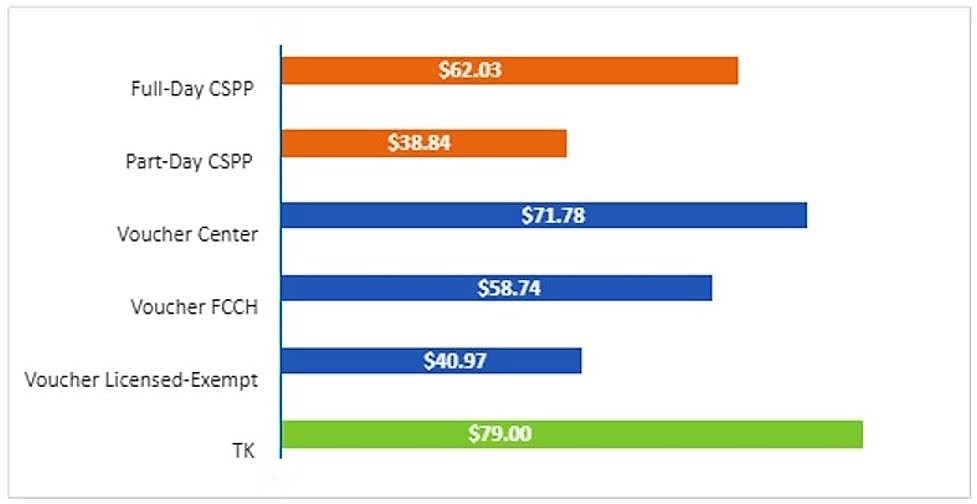 Full-Day CSPP
$62.03
Part-Day CSPP
$38.84
Voucher Center
$71.78
Voucher FCCH
$58.74
Voucher Licensed-Exempt
$40.97
TK
$79.00